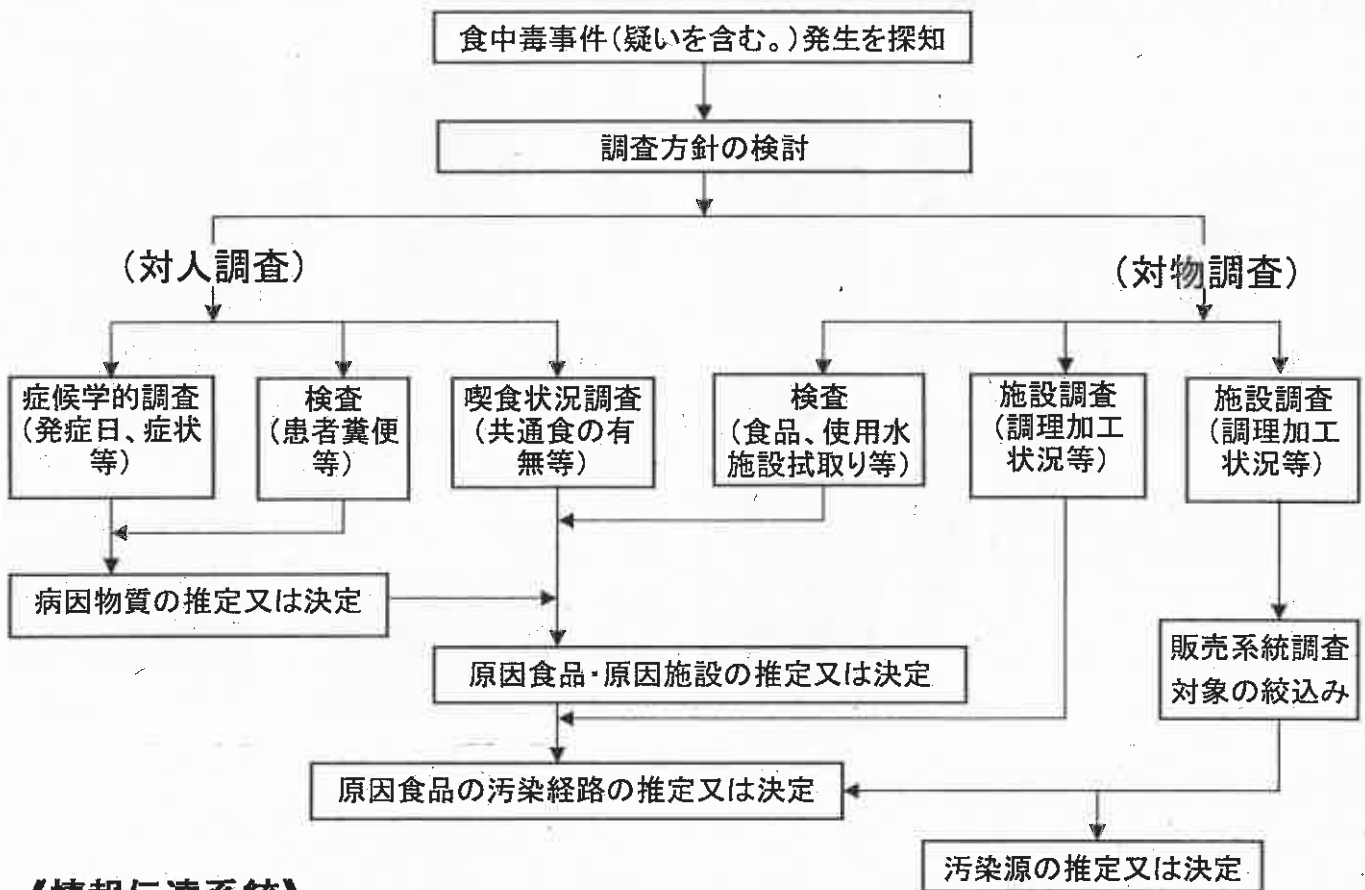 食中毒事件(疑いを含む。)発生を探知
調査方針の検討
(対人調査)
(対物調査)
症候学的調査
(発症日、症状
等)
検査
(患者糞便
等)
喫食状況調査
(共通食の有
無等)
検査
(食品、使用水
施設拭取り等)
施設調査
(調理加工
状況等)
施設調査
(調理加工
状況等)
病因物質の推定又は決定
原因食品・原因施設の推定又は決定
販売系統調査
対象の絞込み
原因食品の汚染経路の推定又は決定
汚染源の推定又は決定
《情報伝達系統》